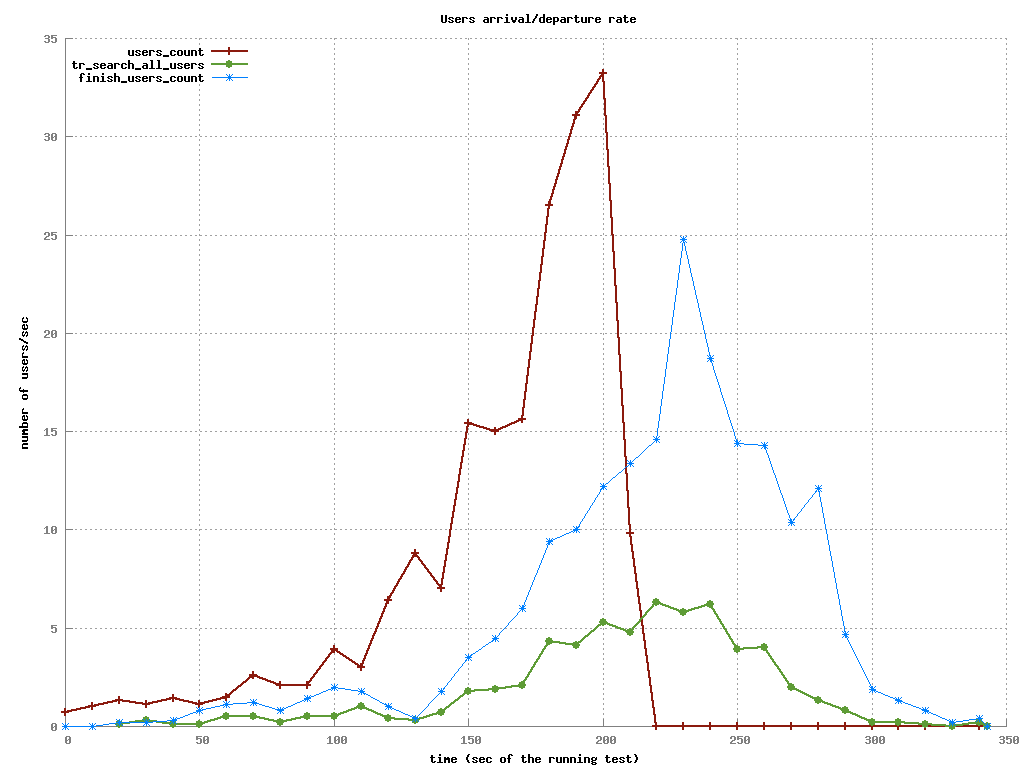 Users arrival/departure rate
users_count
tr_search_all_users
finish_users_count
number of users/sec
35
30
25
20
15
10
5
0
0 50 100 150 200 250 300 350
time (sec of the running test)